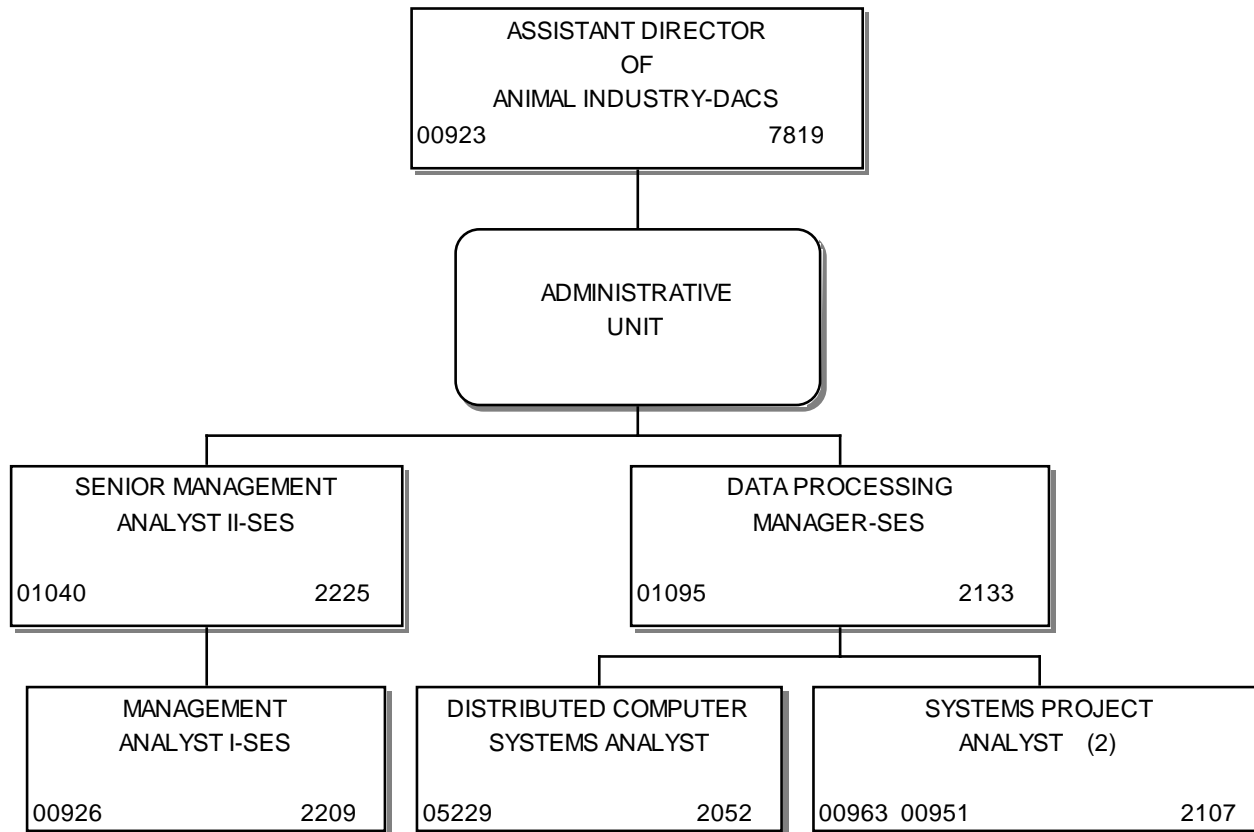 ASSISTANT DIRECTOR
OF
ANIMAL INDUSTRY-DACS
00923 7819
ADMINISTRATIVE
UNIT
SENIOR MANAGEMENT
ANALYST II-SES
01040 2225
DATA PROCESSING
MANAGER-SES
01095 2133
MANAGEMENT
ANALYST I-SES
00926 2209
DISTRIBUTED COMPUTER
SYSTEMS ANALYST
05229 2052
SYSTEMS PROJECT
ANALYST (2)
00963 00951 2107